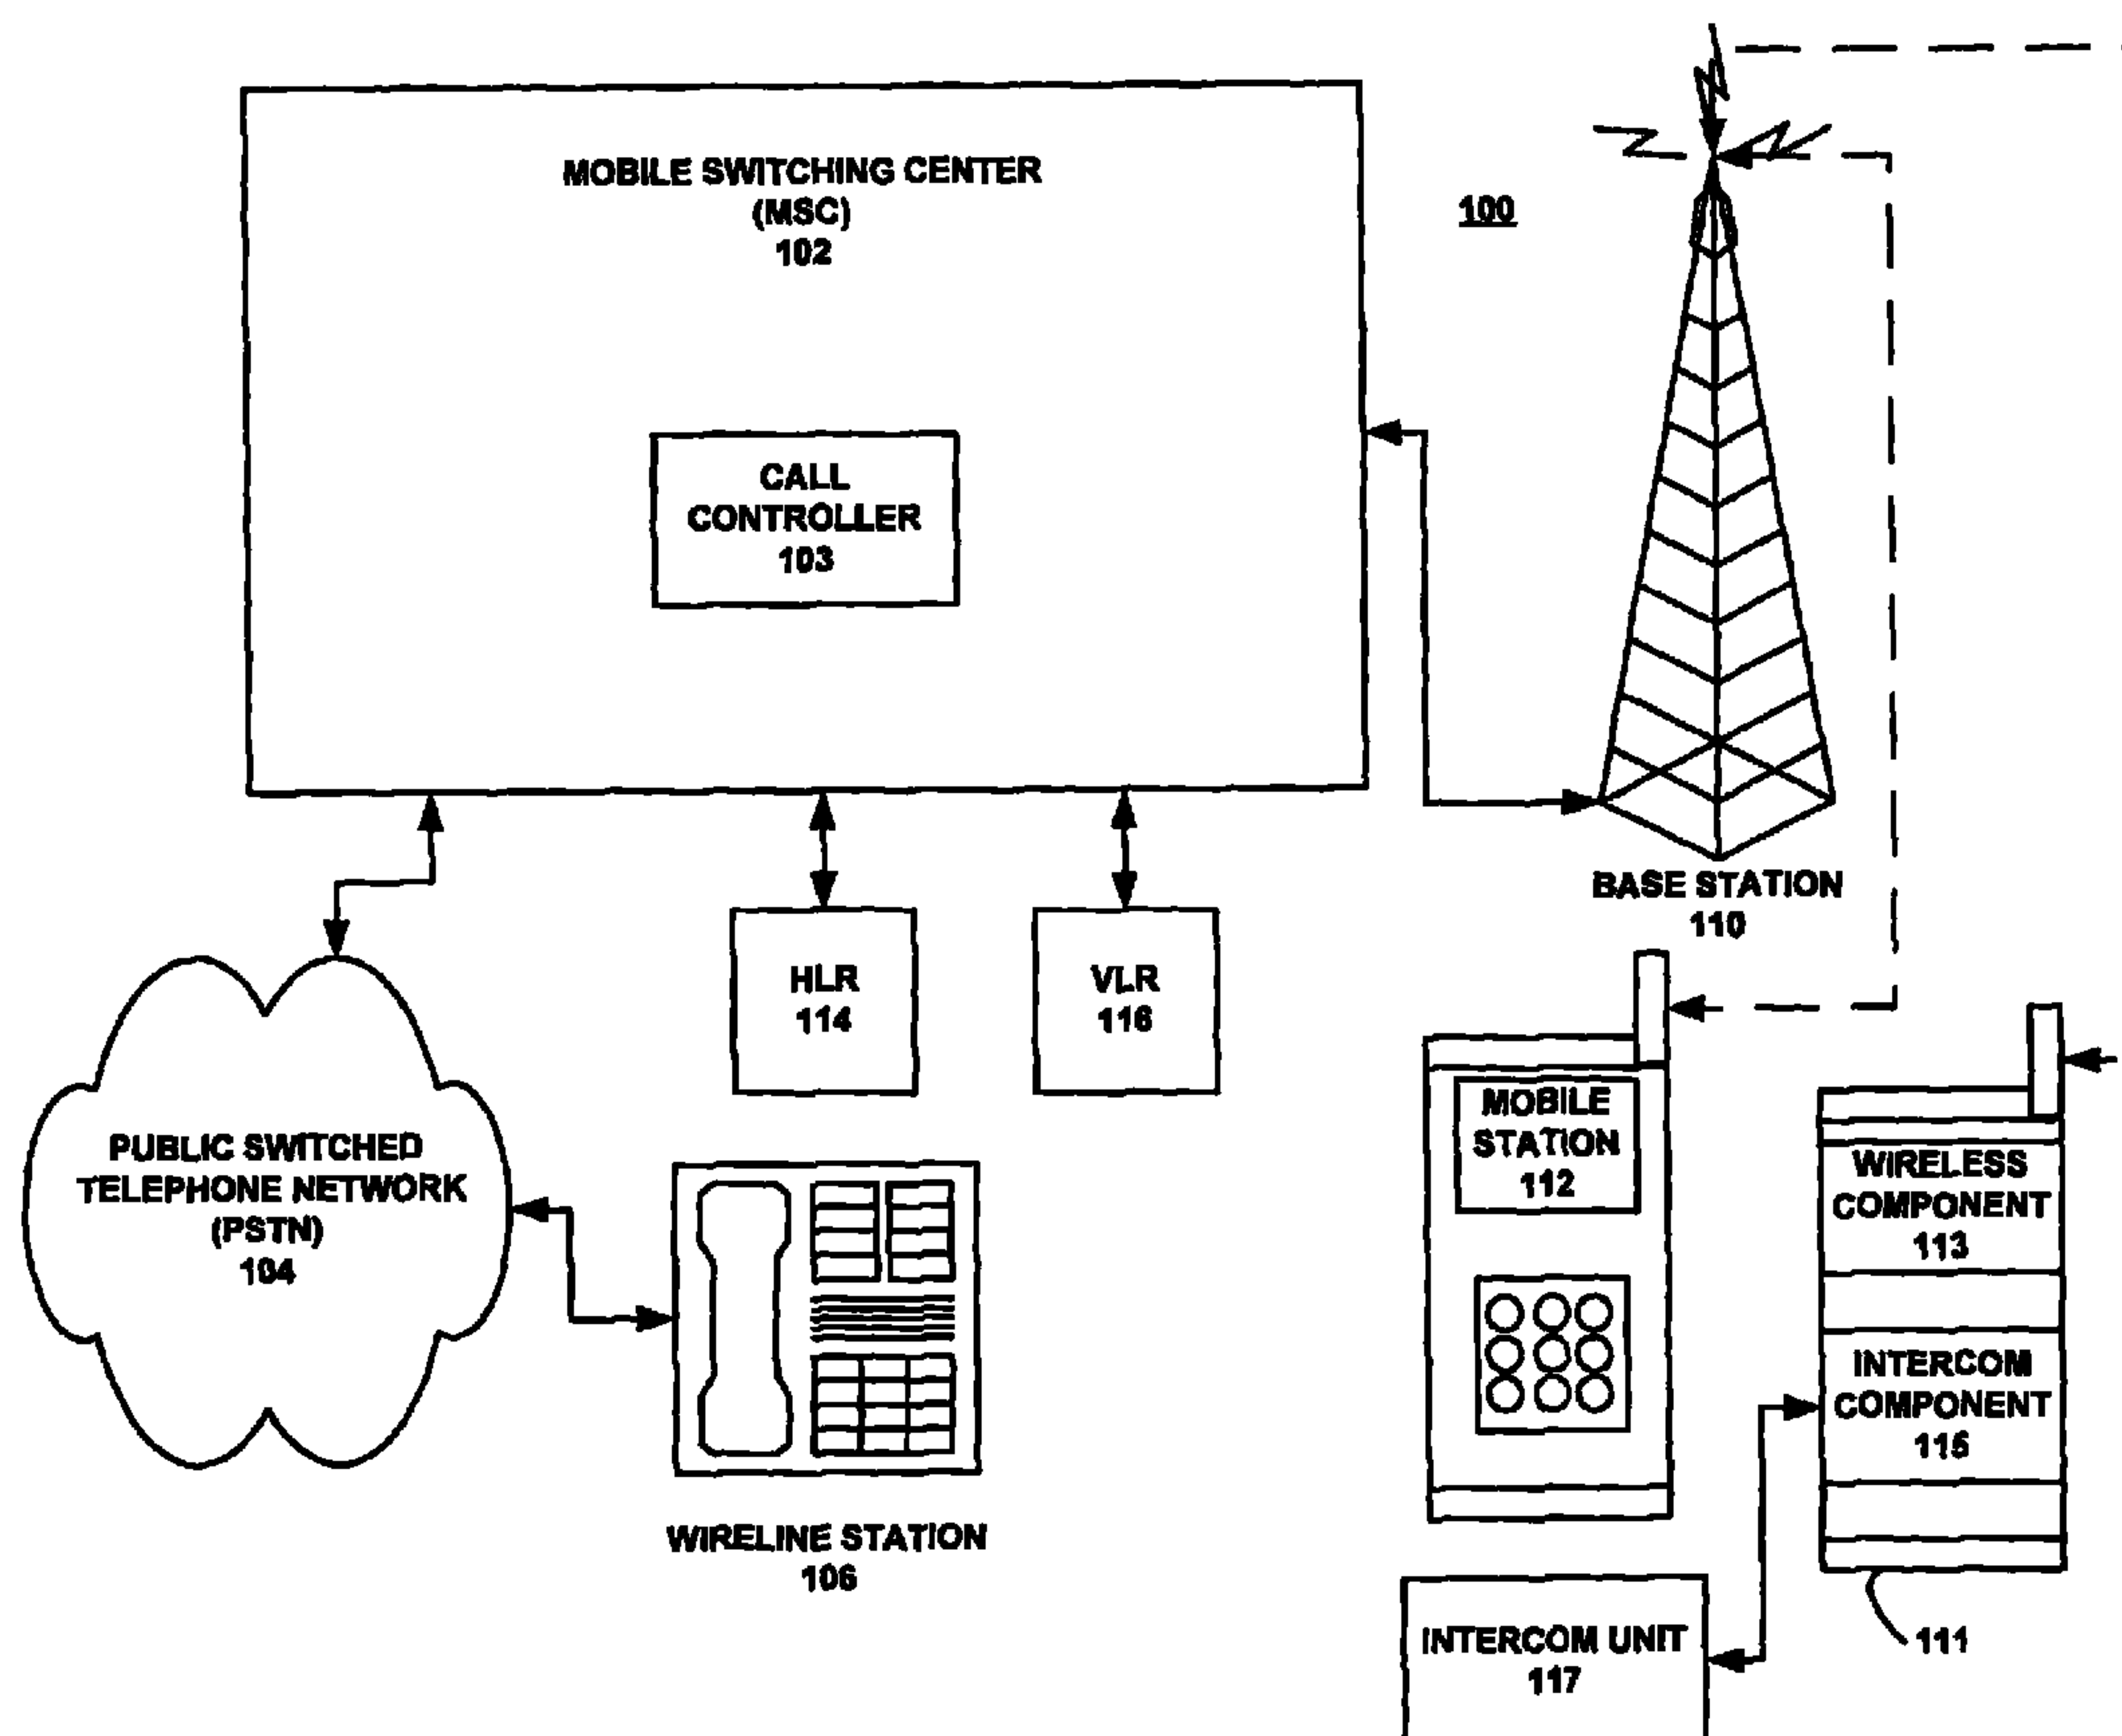 MOBILE SWITCHING CENTER
(MSC)
102
100
CALL
CONTROLLER
103
BASE STATION
110
HLR
114
VLR
116
PUBLIC SWITCHED
TELEPHONE NETWORK
(PSTN)
104
MOBILE
STATION
112
WIRELESS
COMPONENT
113
INTERCOM
COMPONENT
115
WIRELINE STATION
106
INTERCOM UNIT
117
111